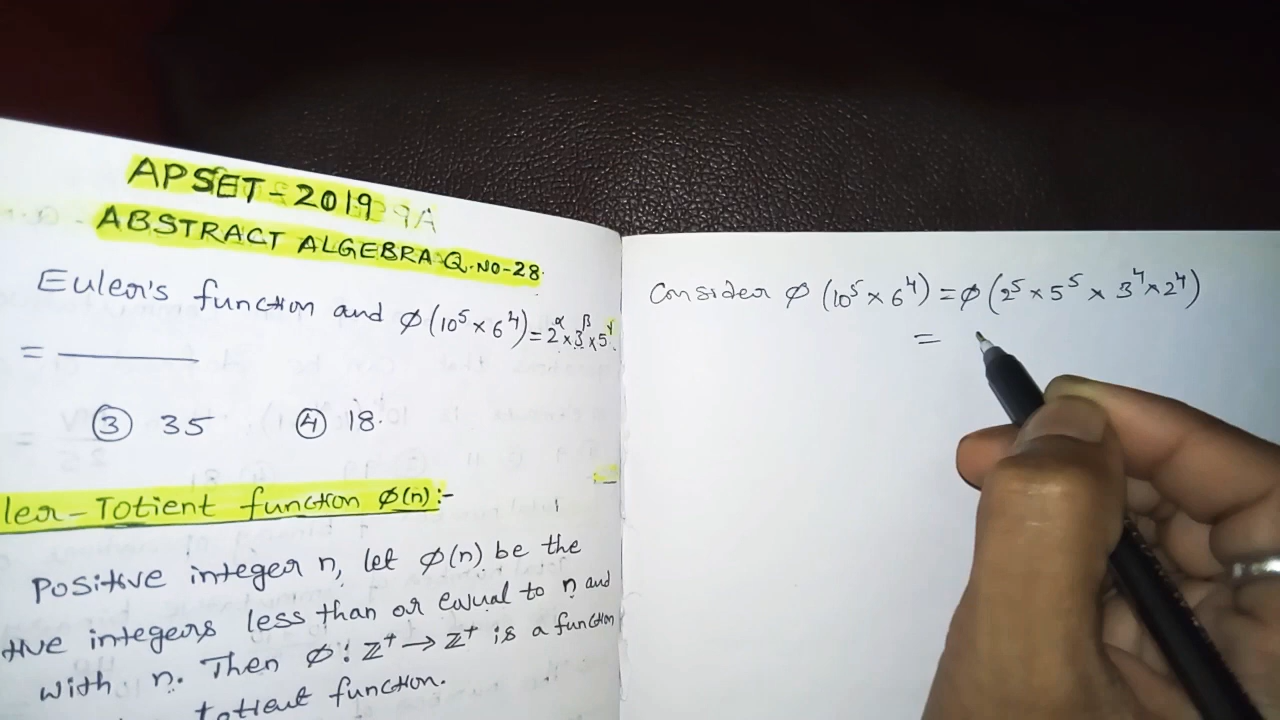 APSET-2019
ABSTRACT ALGEBRA Q.NO-28.
Euler's function and φ(10⁵×6⁴)=2^α×3^β×5^γ
= ________
③ 35 ④ 18.
ler-Totient function φ(n):-
Positive integer n, let φ(n) be the
tive integers less than or equal to n and
with n. Then φ: Z⁺→Z⁺ is a function
totient function.
Consider φ(10⁵×6⁴)=φ(2⁵×5⁵×3⁴×2⁴)
=